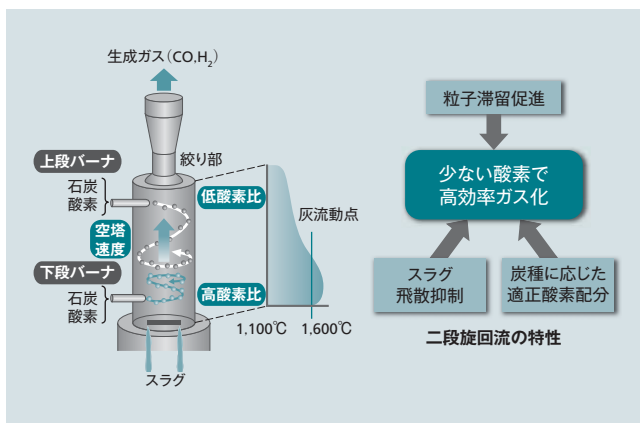 生成ガス(CO,H₂)
上段バーナ
絞り部
石炭
酸素
低酸素比
灰流動点
空塔
速度
下段バーナ
石炭
酸素
高酸素比
1,100℃
1,600℃
スラグ
粒子滞留促進
少ない酸素で
高効率ガス化
スラグ
飛散抑制
炭種に応じた
適正酸素配分
二段旋回流の特性